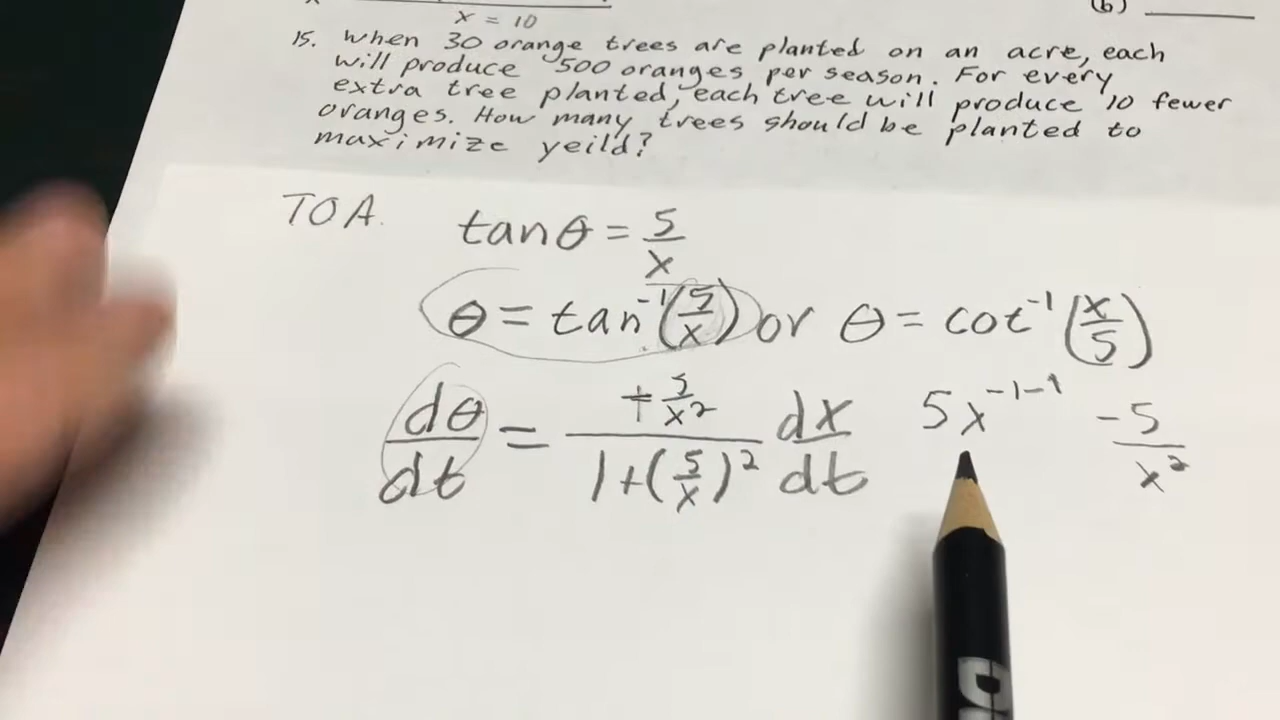 x = 10
(b)
15. When 30 orange trees are planted on an acre, each
will produce 500 oranges per season. For every
extra tree planted, each tree will produce 10 fewer
oranges. How many trees should be planted to
maximize yeild?
TOA. tanθ = 5/x
θ = tan⁻¹(5/x) or θ = cot⁻¹(x/5)
dθ/dt = (+5/x²)/(1+(5/x)²) dx/dt 5x⁻¹⁻¹ -5/x²